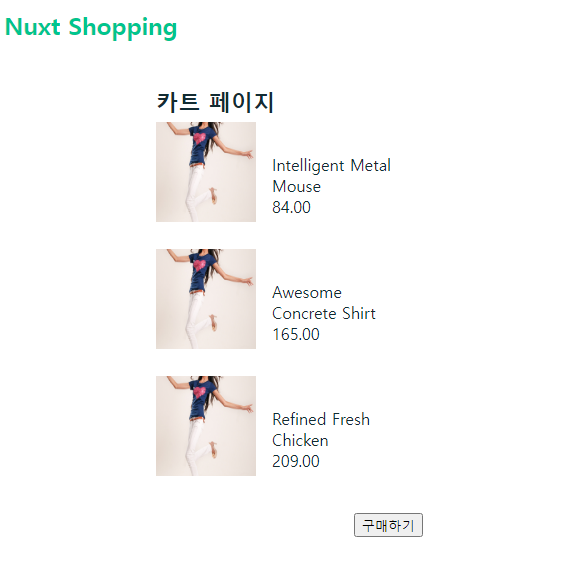 Nuxt Shopping
카트 페이지
Intelligent Metal
Mouse
84.00
Awesome
Concrete Shirt
165.00
Refined Fresh
Chicken
209.00
구매하기